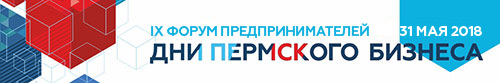 IX ФОРУМ ПРЕДПРИНИМАТЕЛЕЙ 31 МАЯ 2018
ДНИ ПЕРМСКОГО БИЗНЕСА